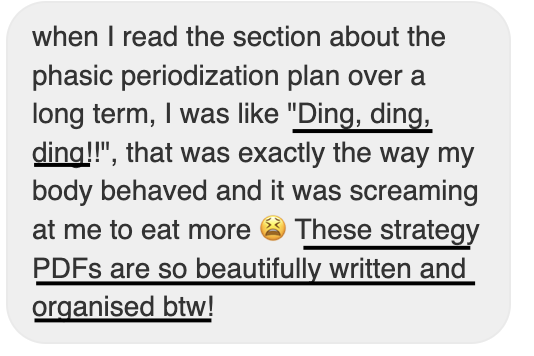 when I read the section about the
phasic periodization plan over a
long term, I was like "Ding, ding,
ding!!", that was exactly the way my
body behaved and it was screaming
at me to eat more 😫 These strategy
PDFs are so beautifully written and
organised btw!